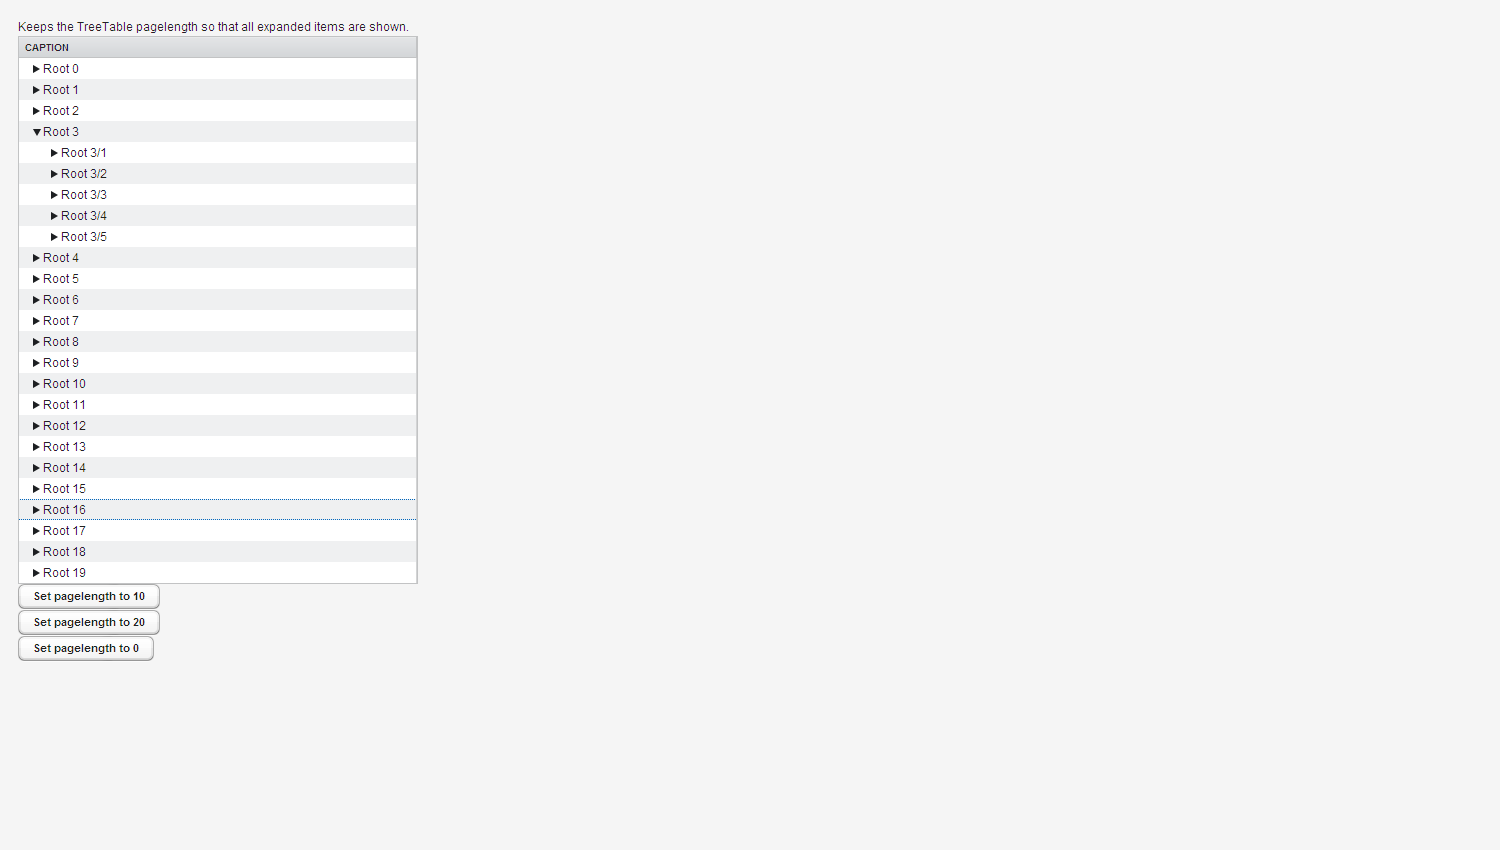 Keeps the TreeTable pagelength so that all expanded items are shown.
CAPTION
Root 0
Root 1
Root 2
Root 3
Root 3/1
Root 3/2
Root 3/3
Root 3/4
Root 3/5
Root 4
Root 5
Root 6
Root 7
Root 8
Root 9
Root 10
Root 11
Root 12
Root 13
Root 14
Root 15
Root 16
Root 17
Root 18
Root 19
Set pagelength to 10
Set pagelength to 20
Set pagelength to 0